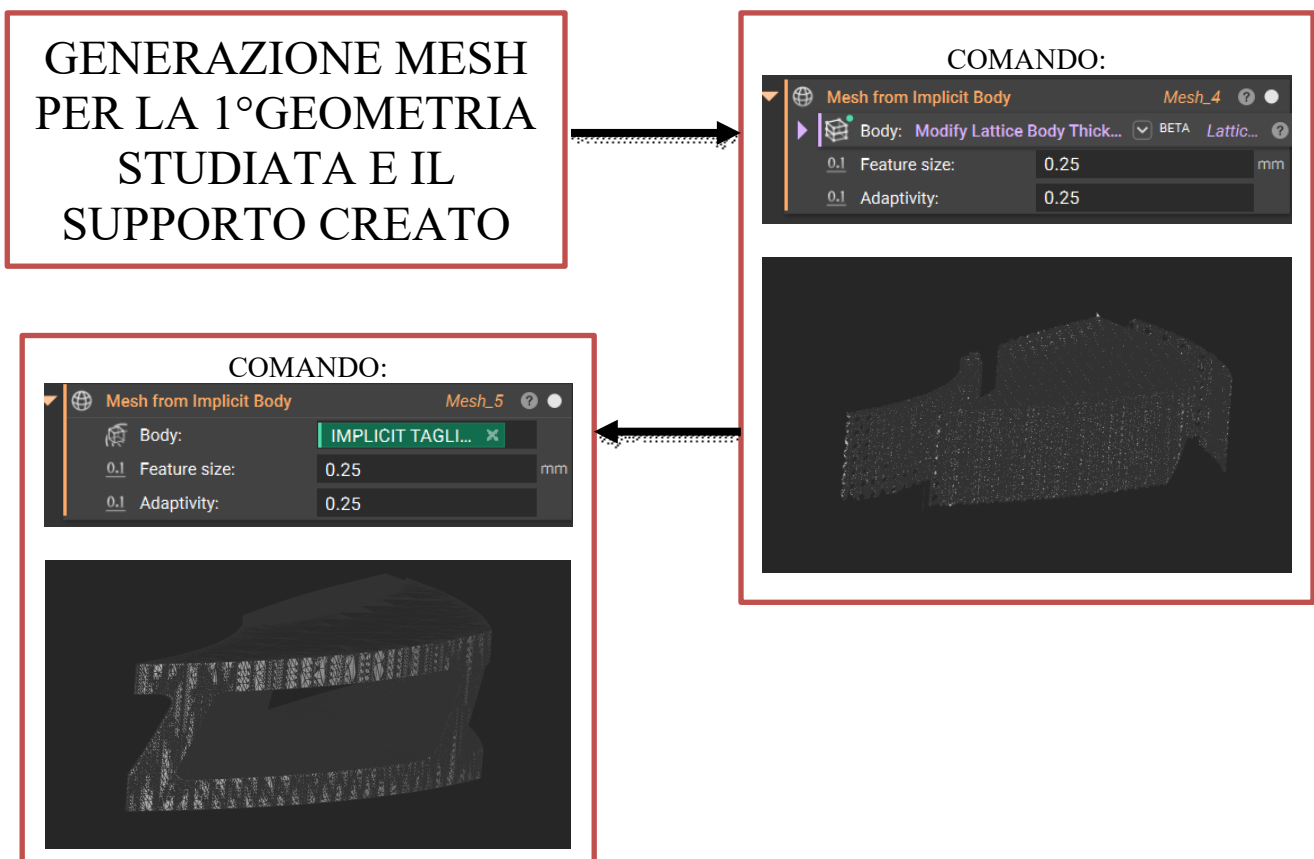 GENERAZIONE MESH
PER LA 1°GEOMETRIA
STUDIATA E IL
SUPPORTO CREATO
COMANDO:
Mesh from Implicit Body Mesh_4 ?
Body: Modify Lattice Body Thick... BETA Lattic... ?
0.1 Feature size: 0.25 mm
0.1 Adaptivity: 0.25
COMANDO:
Mesh from Implicit Body Mesh_5 ?
Body: IMPLICIT TAGLI... ×
0.1 Feature size: 0.25 mm
0.1 Adaptivity: 0.25